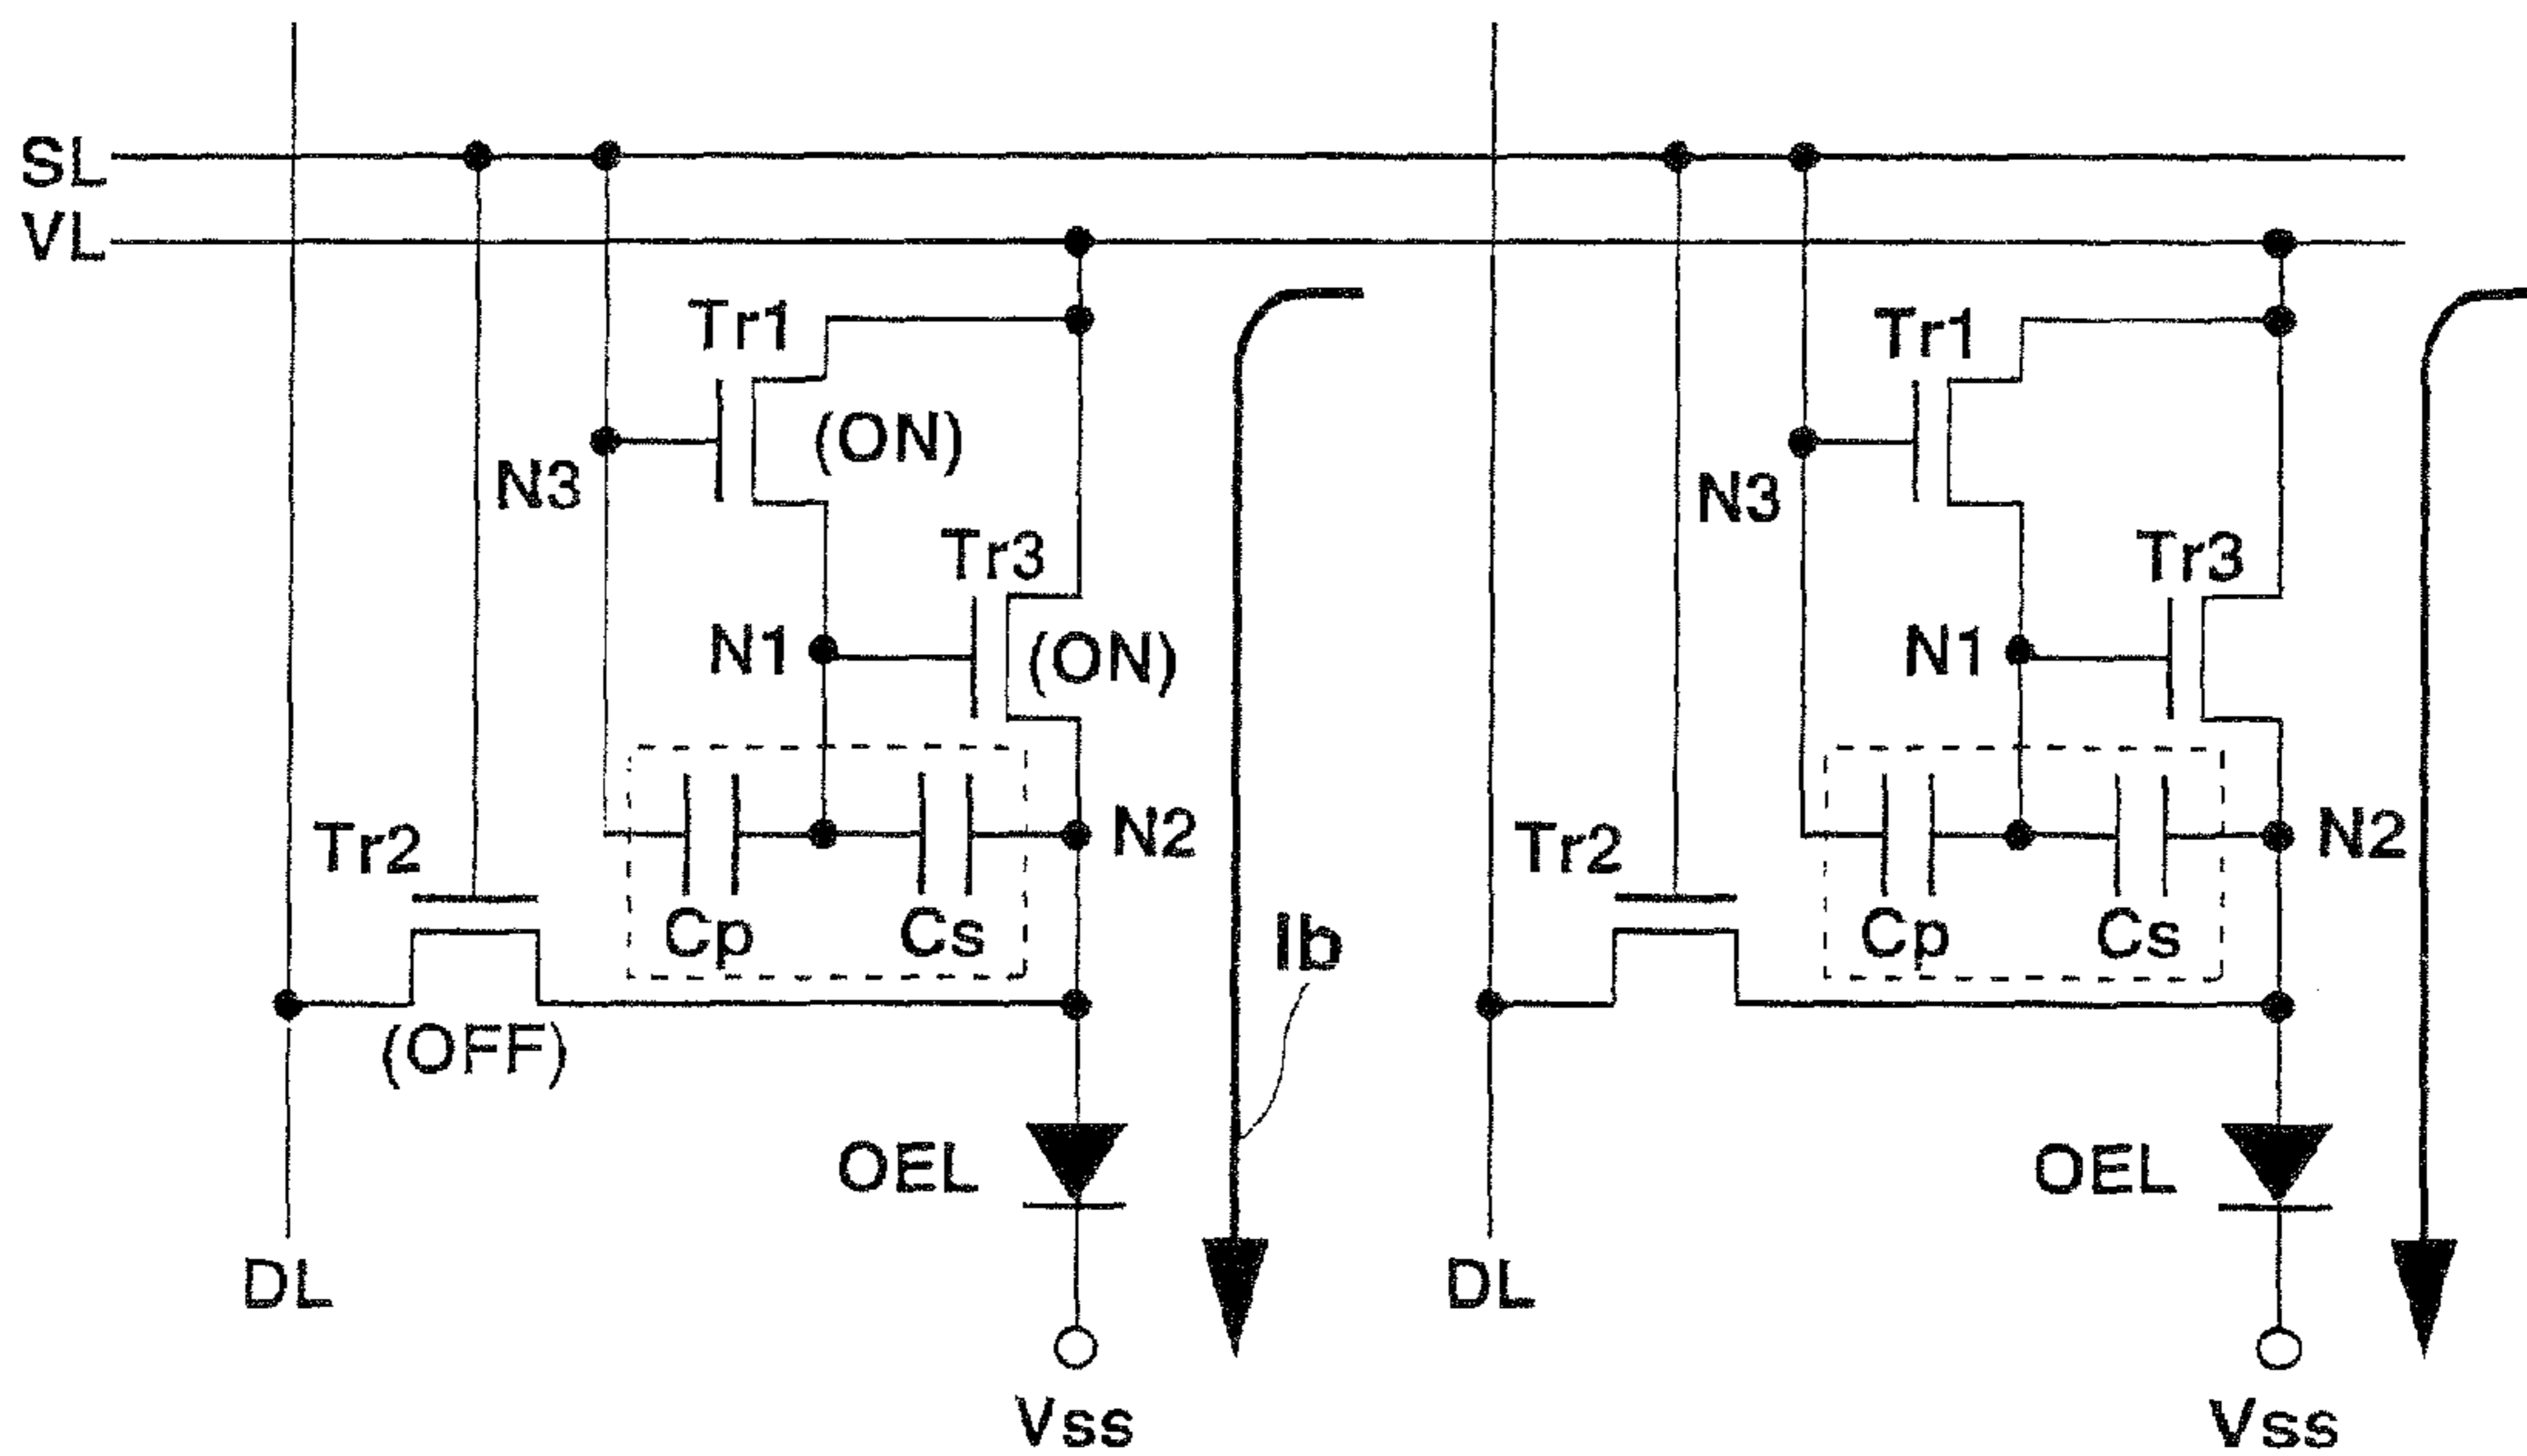 SL
VL
Tr1
(ON)
N3
Tr3
N1
(ON)
Tr2
Cp
Cs
N2
(OFF)
Ib
OEL
DL
Vss
Tr1
N3
Tr3
N1
Tr2
Cp
Cs
N2
OEL
DL
Vss